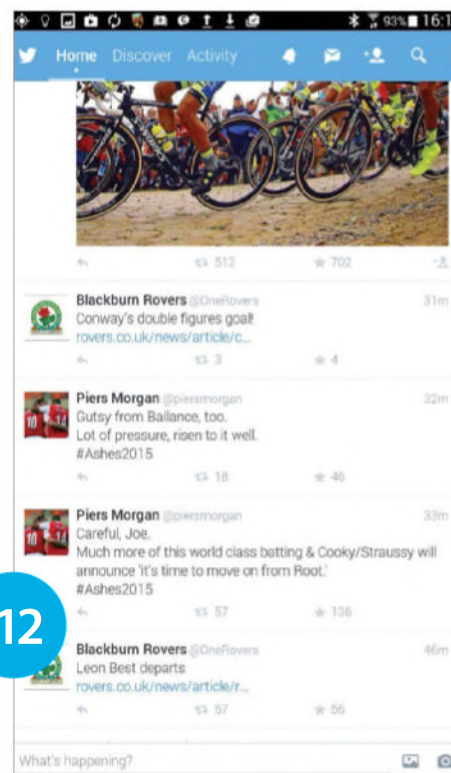 93% 16:1
Home Discover Activity
512 702
Blackburn Rovers @OneRovers 31m
Conway's double figures goal!
rovers.co.uk/news/article/c...
3 4
Piers Morgan @piersmorgan 32m
Gutsy from Ballance, too.
Lot of pressure, risen to it well.
#Ashes2015
18 46
Piers Morgan @piersmorgan 33m
Careful, Joe.
Much more of this world class batting & Cooky/Straussy will
announce 'it's time to move on from Root.'
#Ashes2015
57 136
12
Blackburn Rovers @OneRovers 46m
Leon Best departs
rovers.co.uk/news/article/r...
57 56
What's happening?